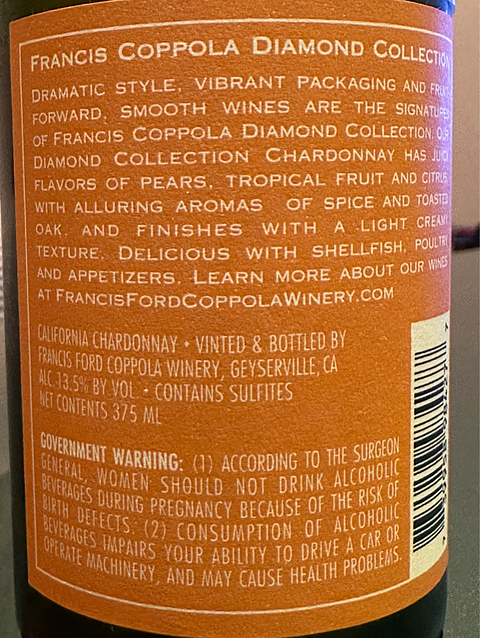 FRANCIS COPPOLA DIAMOND COLLECTION
DRAMATIC STYLE, VIBRANT PACKAGING AND FRUIT
FORWARD, SMOOTH WINES ARE THE SIGNATURES
OF FRANCIS COPPOLA DIAMOND COLLECTION. OUR
DIAMOND COLLECTION CHARDONNAY HAS JUICY
FLAVORS OF PEARS, TROPICAL FRUIT AND CITRUS
WITH ALLURING AROMAS OF SPICE AND TOASTED
OAK, AND FINISHES WITH A LIGHT CREAMY
TEXTURE. DELICIOUS WITH SHELLFISH, POULTRY
AND APPETIZERS. LEARN MORE ABOUT OUR WINES
AT FRANCISFORDCOPPOLAWINERY.COM
CALIFORNIA CHARDONNAY • VINTED & BOTTLED BY
FRANCIS FORD COPPOLA WINERY, GEYSERVILLE, CA
ALC.13.5% BY VOL. • CONTAINS SULFITES
NET CONTENTS 375 ML
GOVERNMENT WARNING: (1) ACCORDING TO THE SURGEON
GENERAL, WOMEN SHOULD NOT DRINK ALCOHOLIC
BEVERAGES DURING PREGNANCY BECAUSE OF THE RISK OF
BIRTH DEFECTS. (2) CONSUMPTION OF ALCOHOLIC
BEVERAGES IMPAIRS YOUR ABILITY TO DRIVE A CAR OR
OPERATE MACHINERY, AND MAY CAUSE HEALTH PROBLEMS.